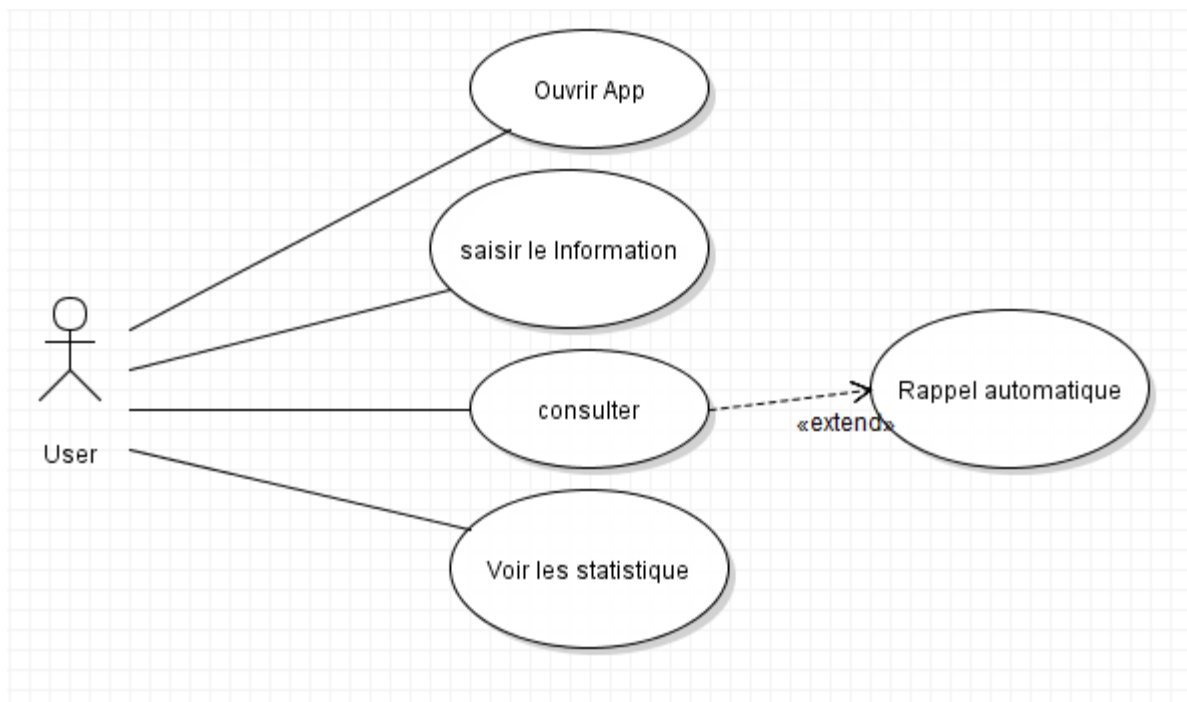 Ouvrir App
saisir le Information
consulter
Rappel automatique
«extend»
User
Voir les statistique